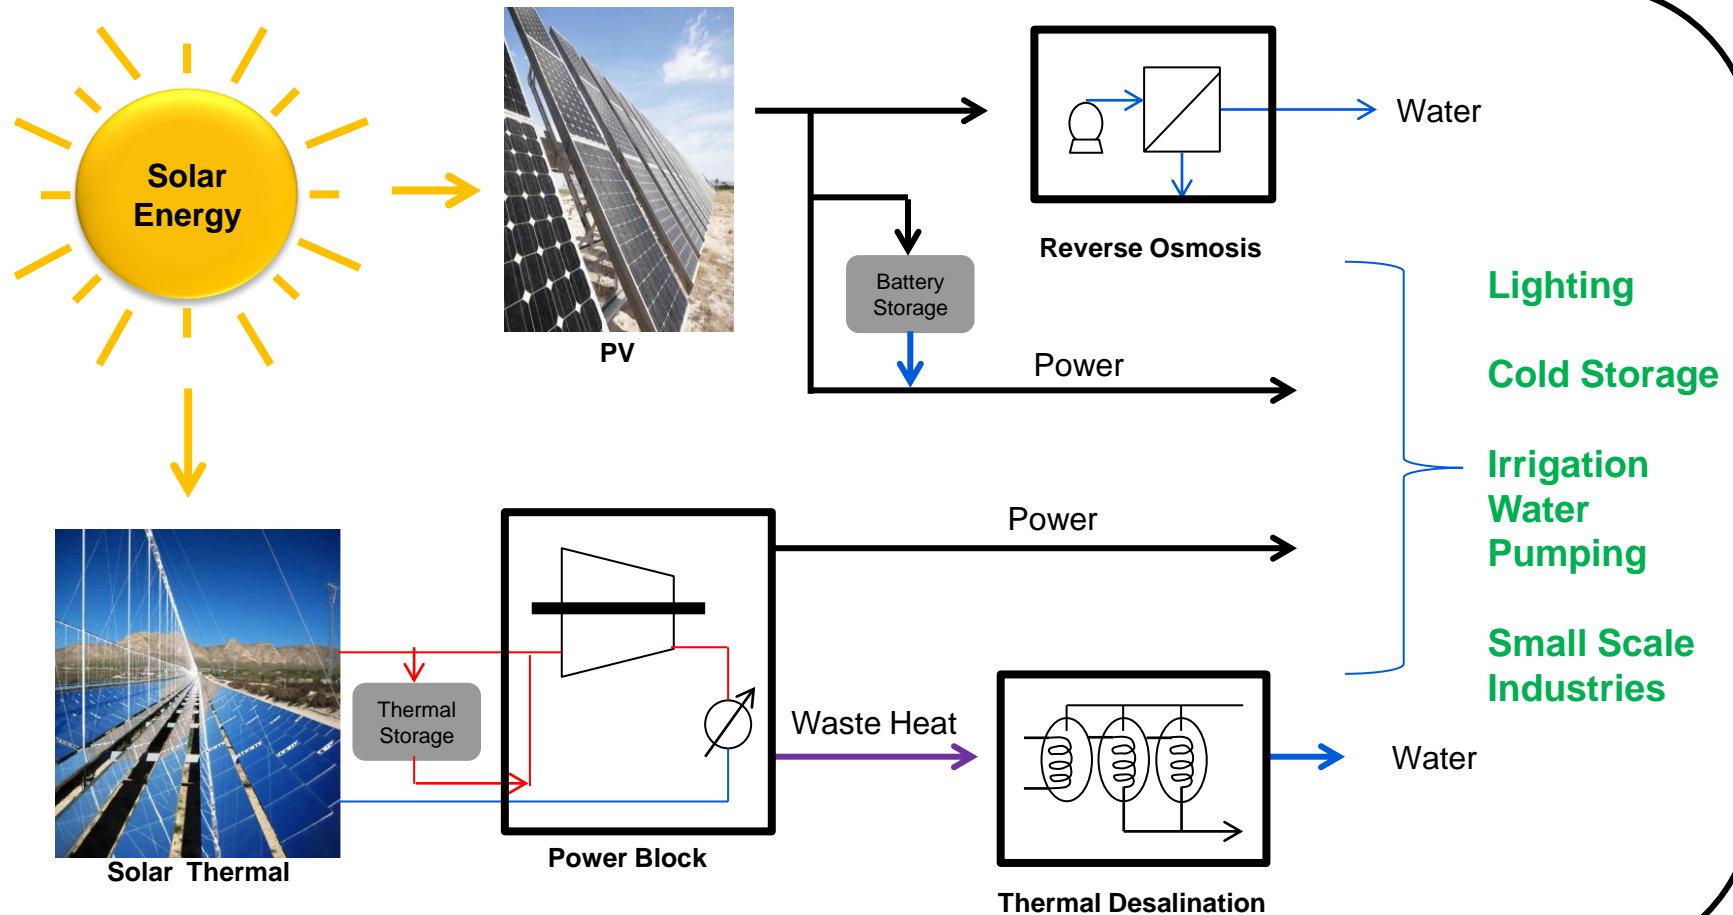 Solar
Energy
PV
Water
Reverse Osmosis
Battery
Storage
Power
Lighting
Cold Storage
Irrigation
Water
Pumping
Small Scale
Industries
Power
Thermal
Storage
Waste Heat
Water
Solar Thermal
Power Block
Thermal Desalination